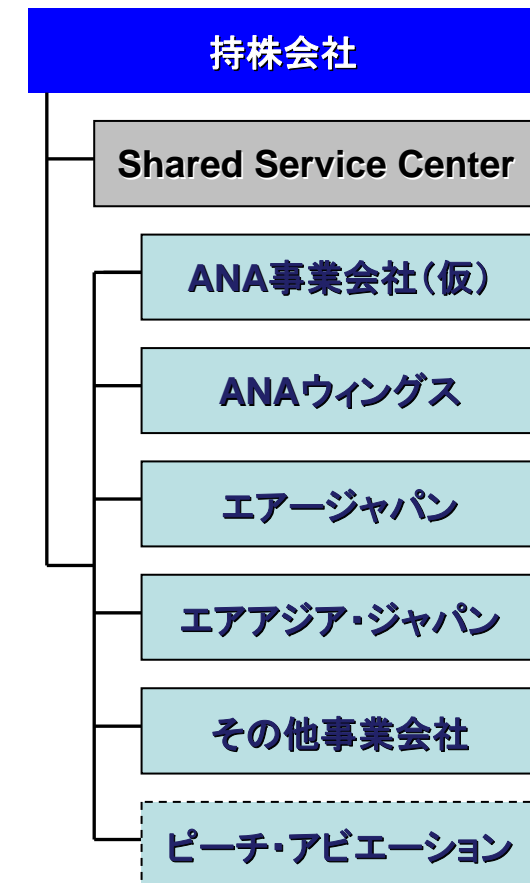 持株会社
Shared Service Center
ANA事業会社（仮）
ANAウィングス
エアージャパン
エアアジア・ジャパン
その他事業会社
ピーチ・アビエーション